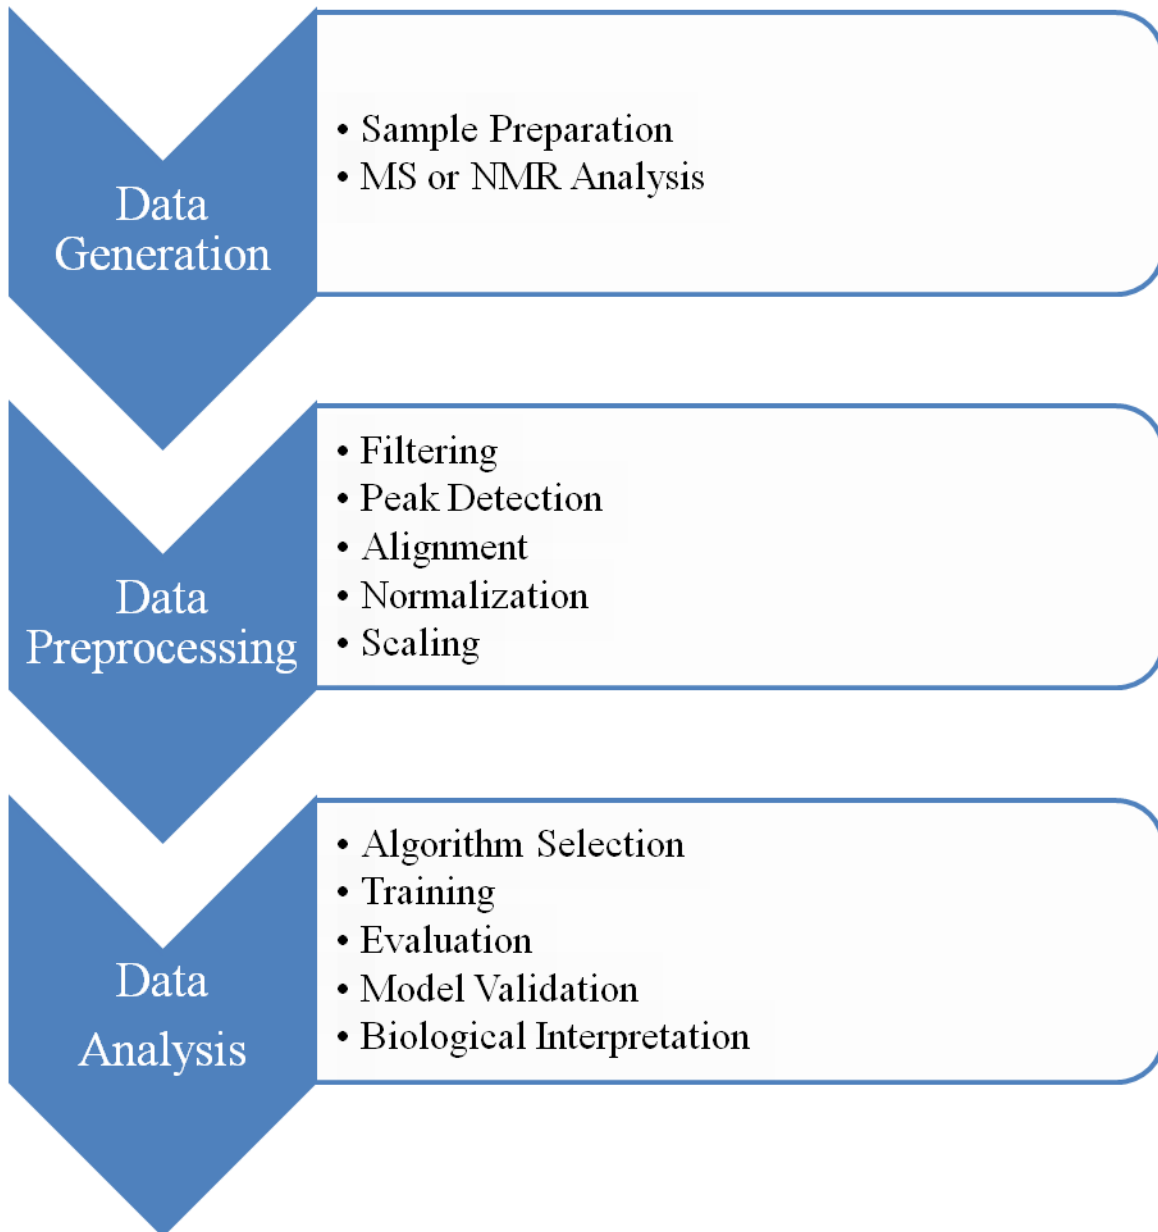 Data
Generation
• Sample Preparation
• MS or NMR Analysis
Data
Preprocessing
• Filtering
• Peak Detection
• Alignment
• Normalization
• Scaling
Data
Analysis
• Algorithm Selection
• Training
• Evaluation
• Model Validation
• Biological Interpretation